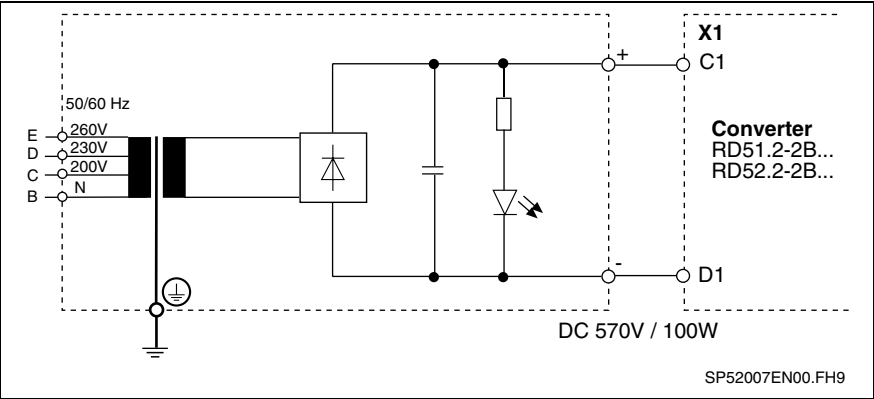 X1
+
C1
50/60 Hz
E
260V
D
230V
C
200V
B
N
Converter
RD51.2-2B...
RD52.2-2B...
-
D1
DC 570V / 100W
SP52007EN00.FH9